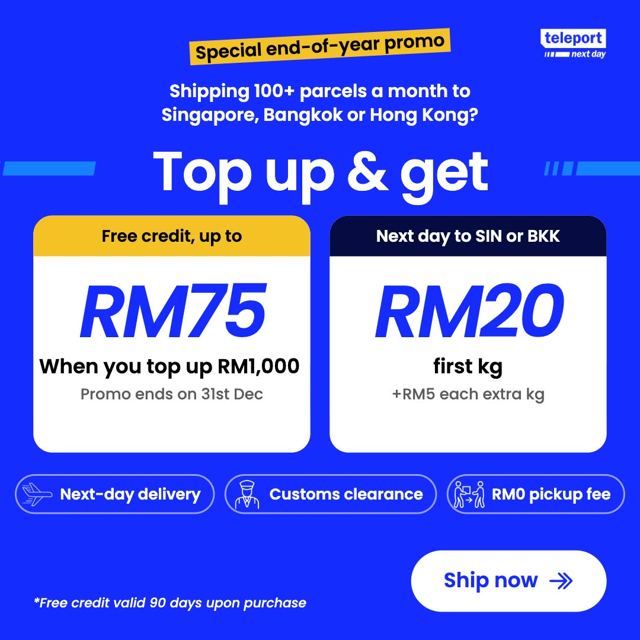 Special end-of-year promo
teleport
next day
Shipping 100+ parcels a month to
Singapore, Bangkok or Hong Kong?
Top up & get
Free credit, up to
RM75
When you top up RM1,000
Promo ends on 31st Dec
Next day to SIN or BKK
RM20
first kg
+RM5 each extra kg
Next-day delivery
Customs clearance
RM0 pickup fee
Ship now
*Free credit valid 90 days upon purchase